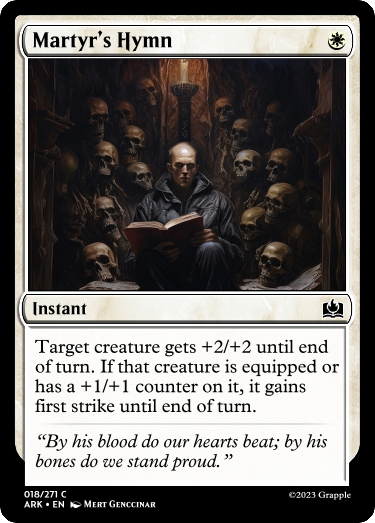 Martyr's Hymn
Instant
Target creature gets +2/+2 until end
of turn. If that creature is equipped or
has a +1/+1 counter on it, it gains
first strike until end of turn.
“By his blood do our hearts beat; by his
bones do we stand proud.”
018/271 C
ARK • EN Mert Genccinar
©2023 Grapple